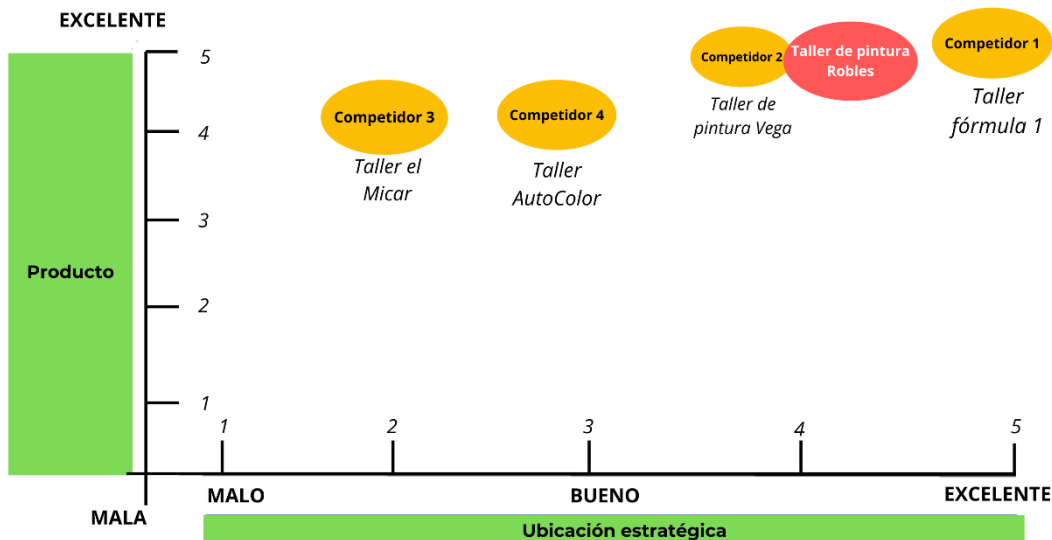 EXCELENTE
5
4
3
2
1
Producto
MALA
Competidor 3
Taller el
Micar
Competidor 4
Taller
AutoColor
Competidor 2
Taller de
pintura Vega
Taller de pintura
Robles
Competidor 1
Taller
fórmula 1
1
2
3
4
5
MALO
BUENO
EXCELENTE
Ubicación estratégica